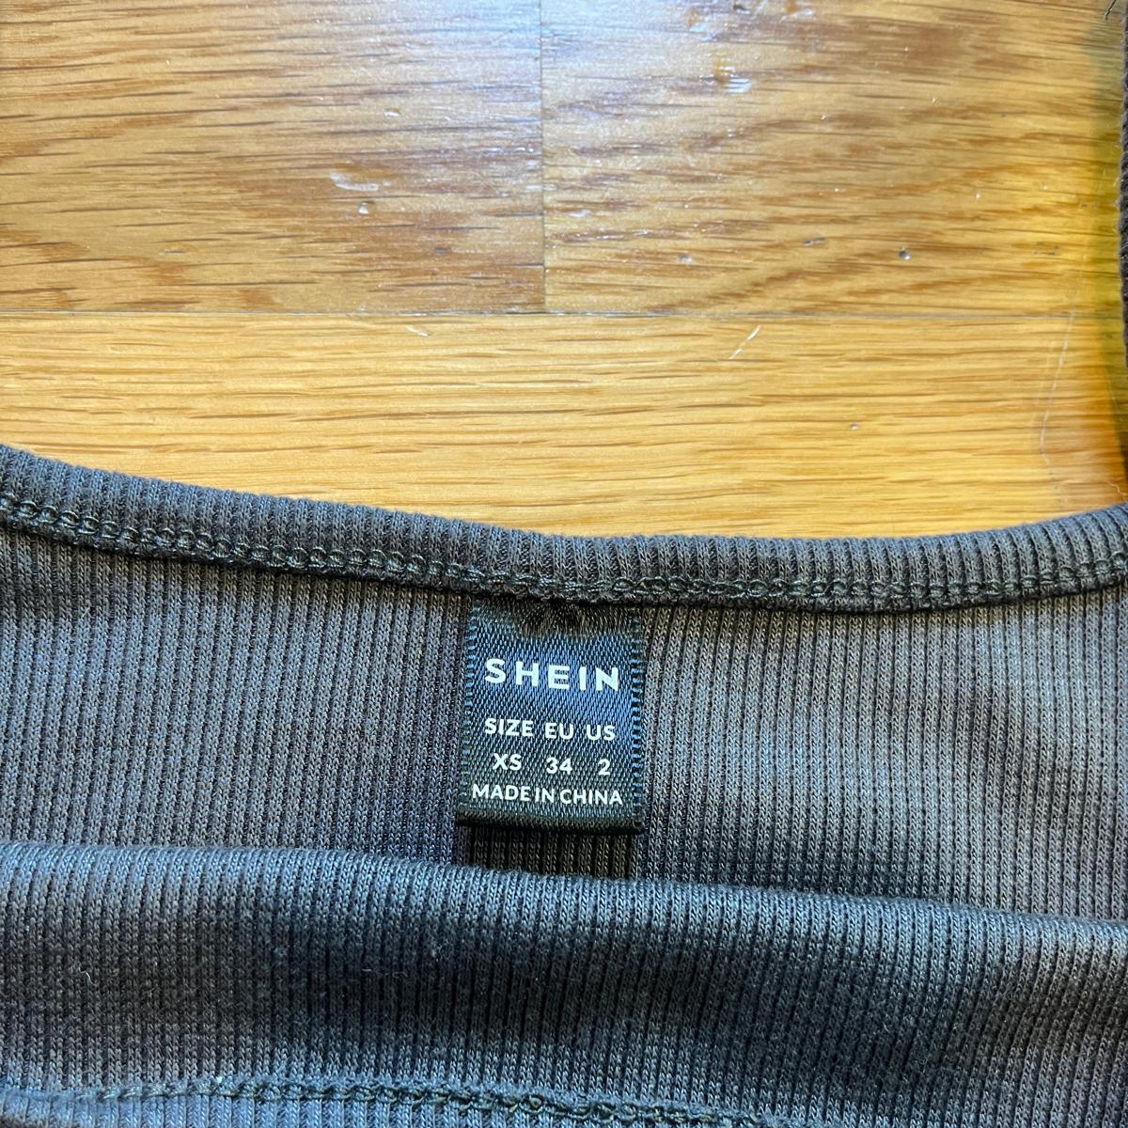 SHEIN
SIZE EU US
XS 34 2
MADE IN CHINA